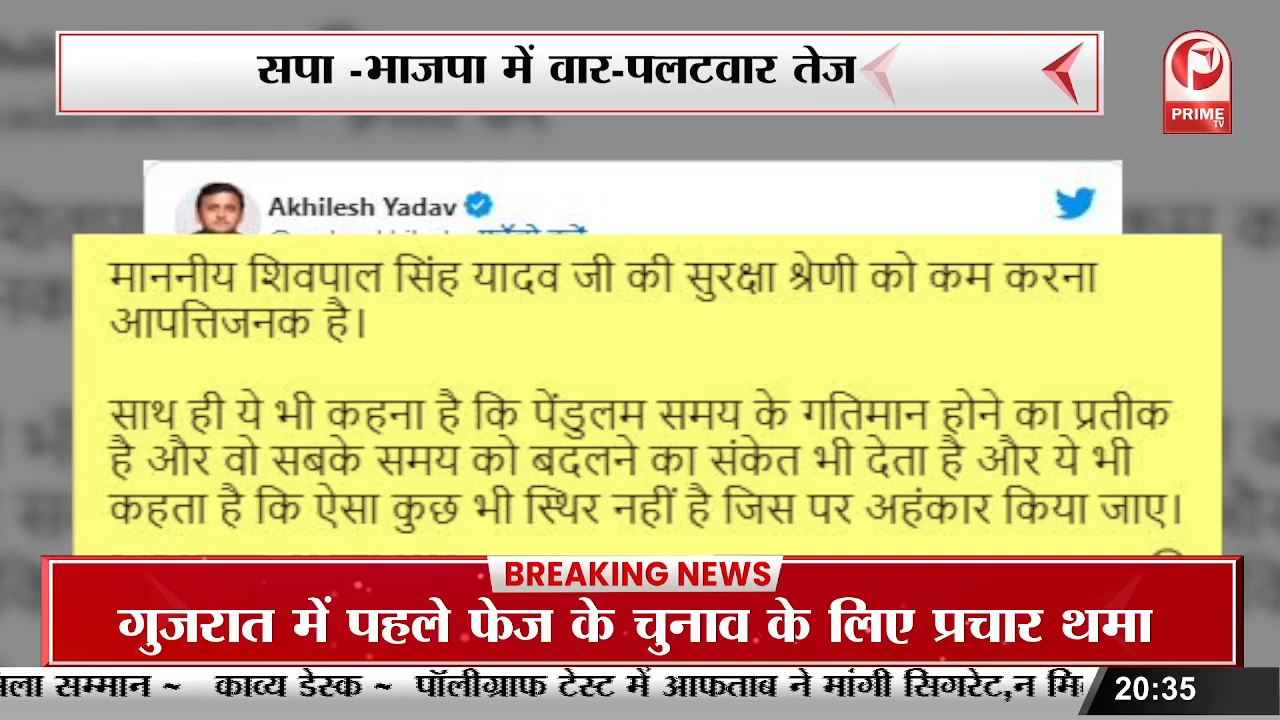 सपा -भाजपा में वार-पलटवार तेज
PRIME
TV
Akhilesh Yadav
माननीय शिवपाल सिंह यादव जी की सुरक्षा श्रेणी को कम करना
आपत्तिजनक है।
साथ ही ये भी कहना है कि पेंडुलम समय के गतिमान होने का प्रतीक
है और वो सबके समय को बदलने का संकेत भी देता है और ये भी
कहता है कि ऐसा कुछ भी स्थिर नहीं है जिस पर अहंकार किया जाए।
BREAKING NEWS
गुजरात में पहले फेज के चुनाव के लिए प्रचार थमा
सम्मान ~ काव्य डेस्क ~ पॉलीग्राफ टेस्ट में आफताब ने मांगी सिगरेट,न
20:35